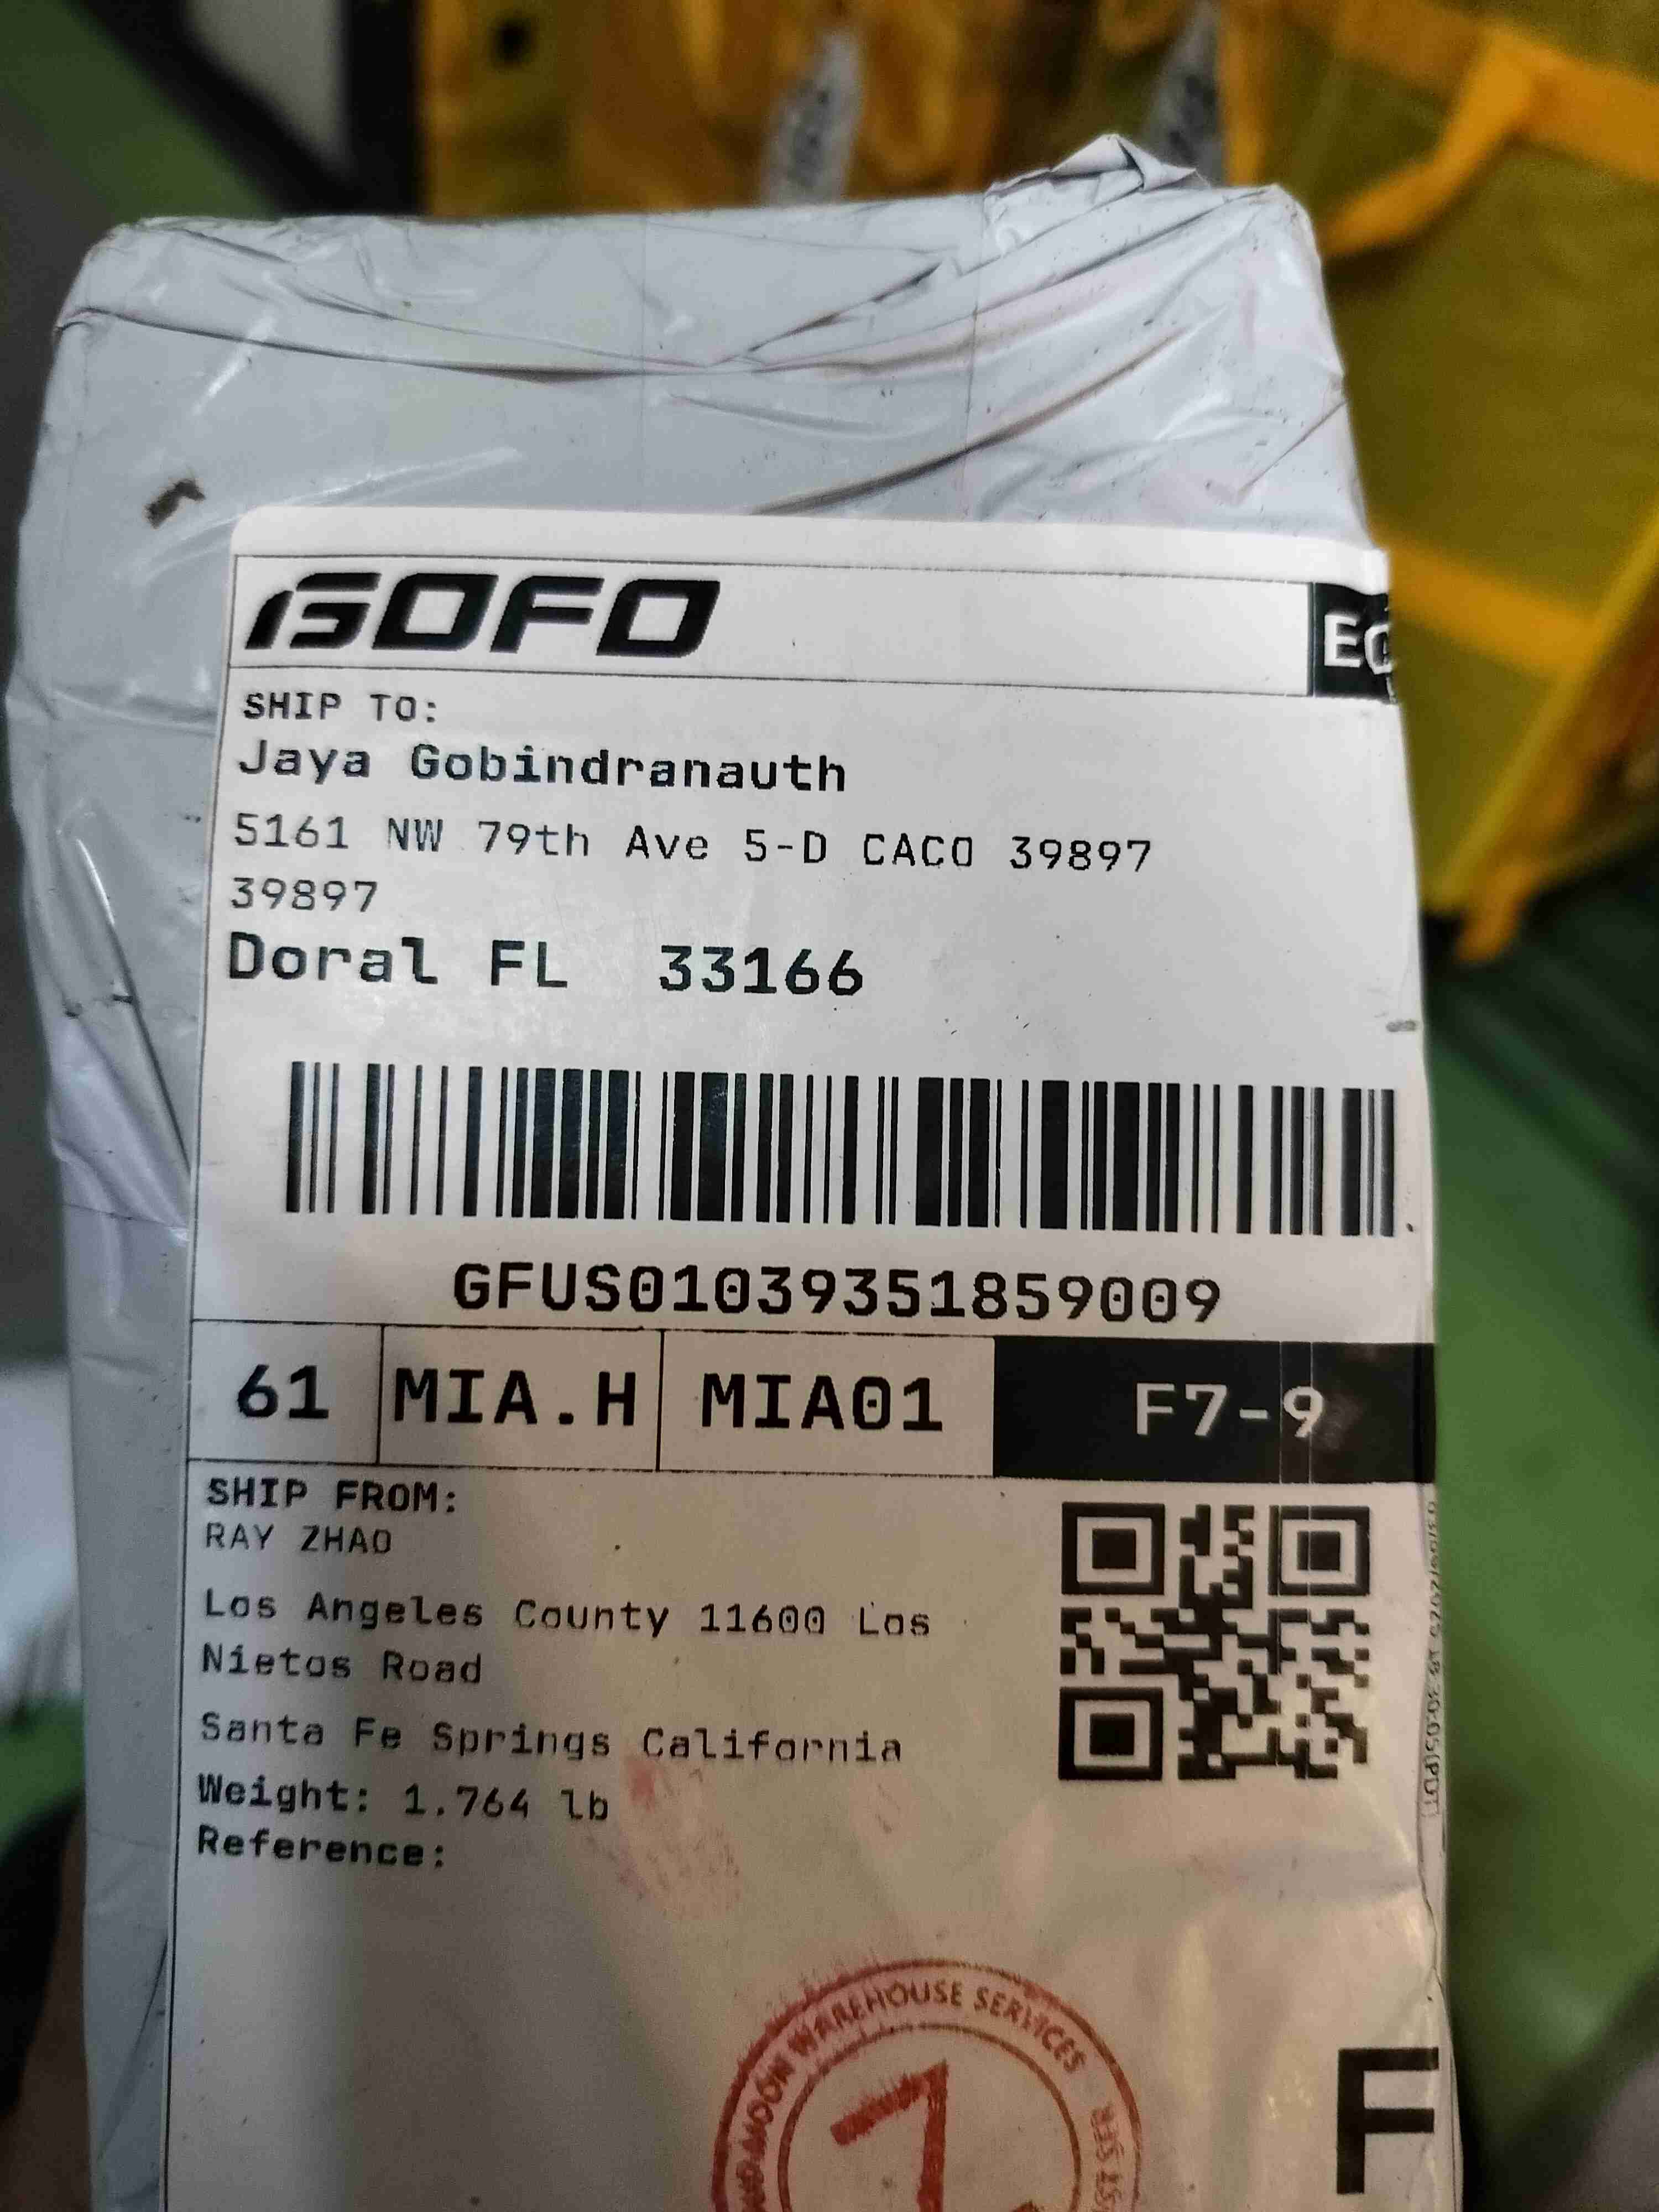 GOFO
SHIP TO:
Jaya Gobindranauth
5161 NW 79th Ave 5-D CACO 39897
39897
Doral FL 33166
GFUS01039351859009
61 MIA.H MIA01 F7-9
SHIP FROM:
RAY ZHAO
Los Angeles County 11600 Los
Nietos Road
Santa Fe Springs California
Weight: 1.764 lb
Reference:
WAREHOUSE SERVICES
F